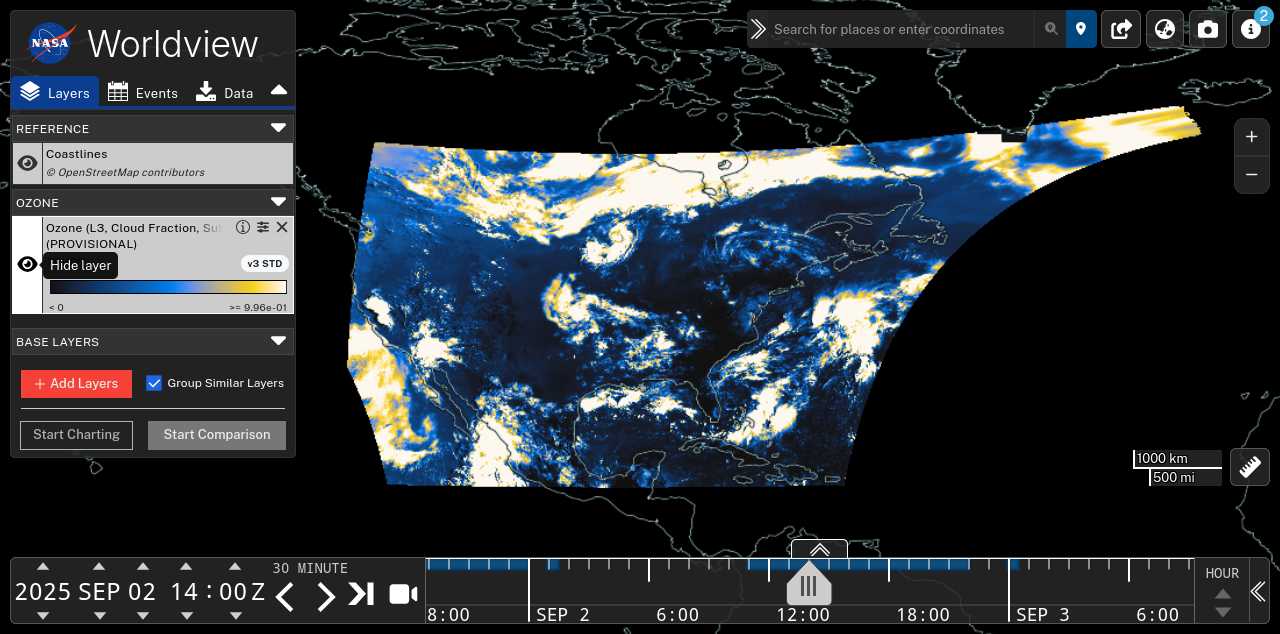 NASA Worldview
Search for places or enter coordinates
2
Layers Events Data
REFERENCE
Coastlines
© OpenStreetMap contributors
OZONE
Ozone (L3, Cloud Fraction, Su
(PROVISIONAL)
Hide layer
v3 STD
< 0 >= 9.96e-01
BASE LAYERS
+ Add Layers Group Similar Layers
Start Charting Start Comparison
+
−
1000 km
500 mi
30 MINUTE
2025 SEP 02 14 : 00 Z
8:00 SEP 2 6:00 12:00 18:00 SEP 3 6:00
HOUR